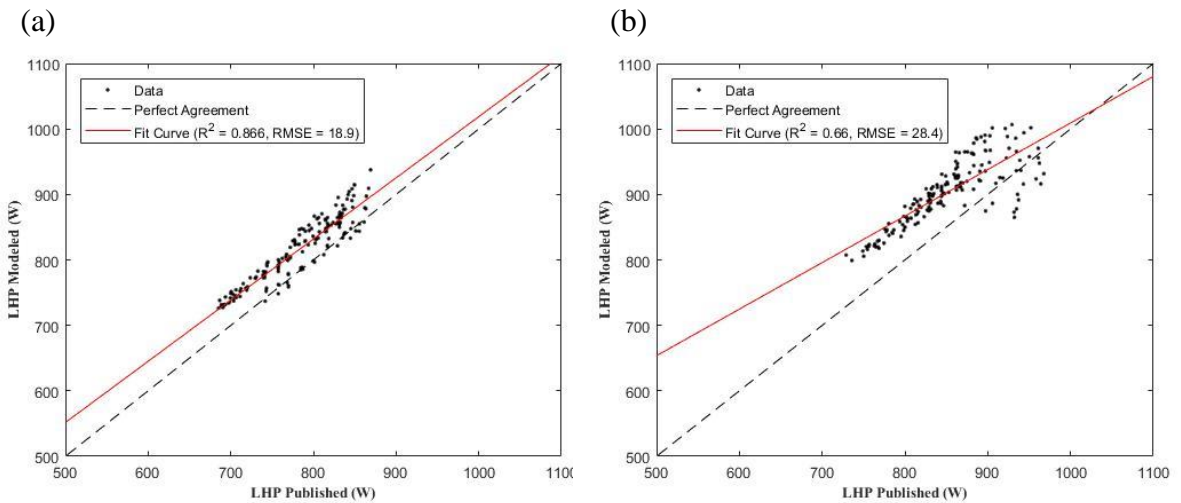 (a)
1100
1000
900
800
700
600
500
LHP Modeled (W)
Data
Perfect Agreement
Fit Curve (R² = 0.866, RMSE = 18.9)
500 600 700 800 900 1000 1100
LHP Published (W)
(b)
1100
1000
900
800
700
600
500
LHP Modeled (W)
Data
Perfect Agreement
Fit Curve (R² = 0.66, RMSE = 28.4)
500 600 700 800 900 1000 1100
LHP Published (W)